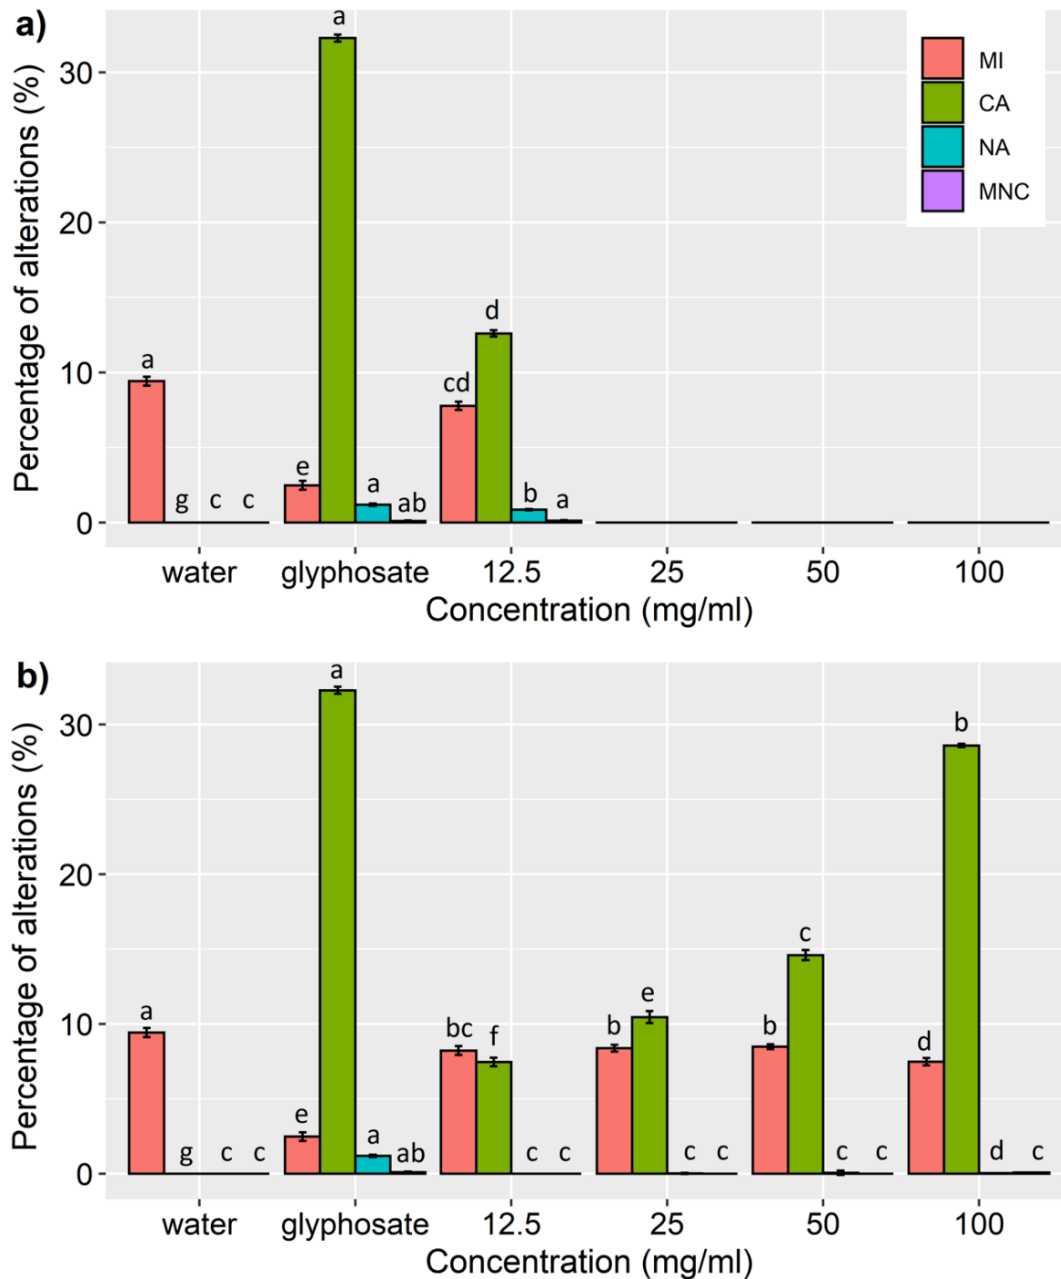 a)
Percentage of alterations (%)
30
20
10
0
a
g c c
e
a
a
ab
cd
d
b
a
MI
CA
NA
MNC
water glyphosate 12.5 25 50 100
Concentration (mg/ml)
b)
Percentage of alterations (%)
30
20
10
0
a
g c c
e
a
a
ab
bc
f
c c
b
e
c c
b
c
c c
d
b
d c
water glyphosate 12.5 25 50 100
Concentration (mg/ml)